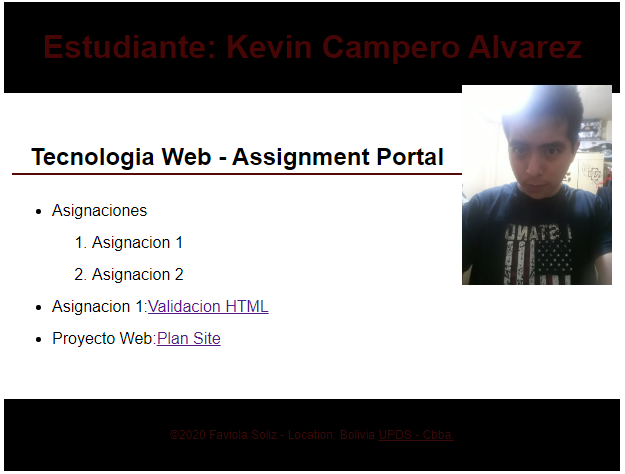 Estudiante: Kevin Campero Alvarez
Tecnologia Web - Assignment Portal
Asignaciones
1. Asignacion 1
2. Asignacion 2
Asignacion 1:Validacion HTML
Proyecto Web:Plan Site
©2020 Faviola Soliz - Location: Bolivia UPDS - Cbba.